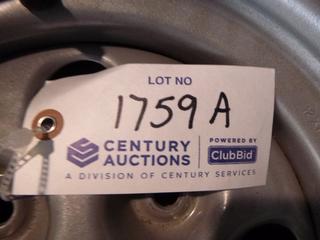 LOT NO
1759 A
CENTURY AUCTIONS
POWERED BY
ClubBid
A DIVISION OF CENTURY SERVICES